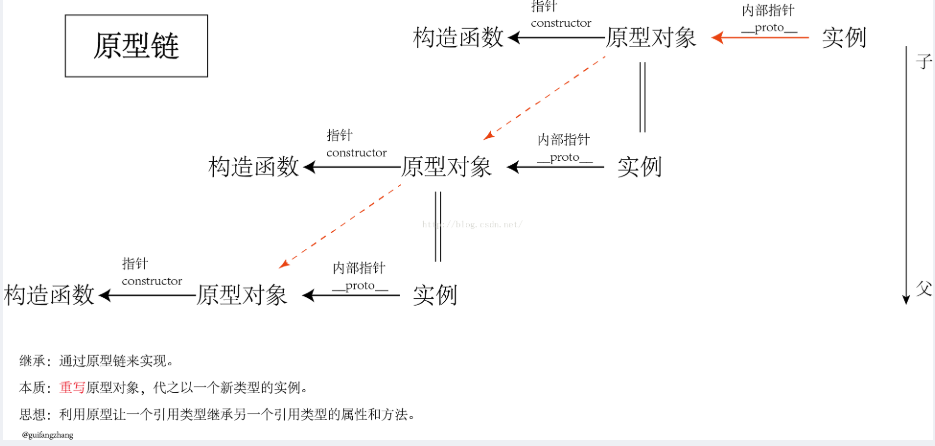 原型链
指针
constructor
构造函数
原型对象
内部指针
__proto__
实例
子
指针
constructor
构造函数
原型对象
内部指针
__proto__
实例
http://blog.csdn.net/
指针
constructor
构造函数
原型对象
内部指针
__proto__
实例
父
继承：通过原型链来实现。
本质：重写原型对象，代之以一个新类型的实例。
思想：利用原型让一个引用类型继承另一个引用类型的属性和方法。
@guifangzhang